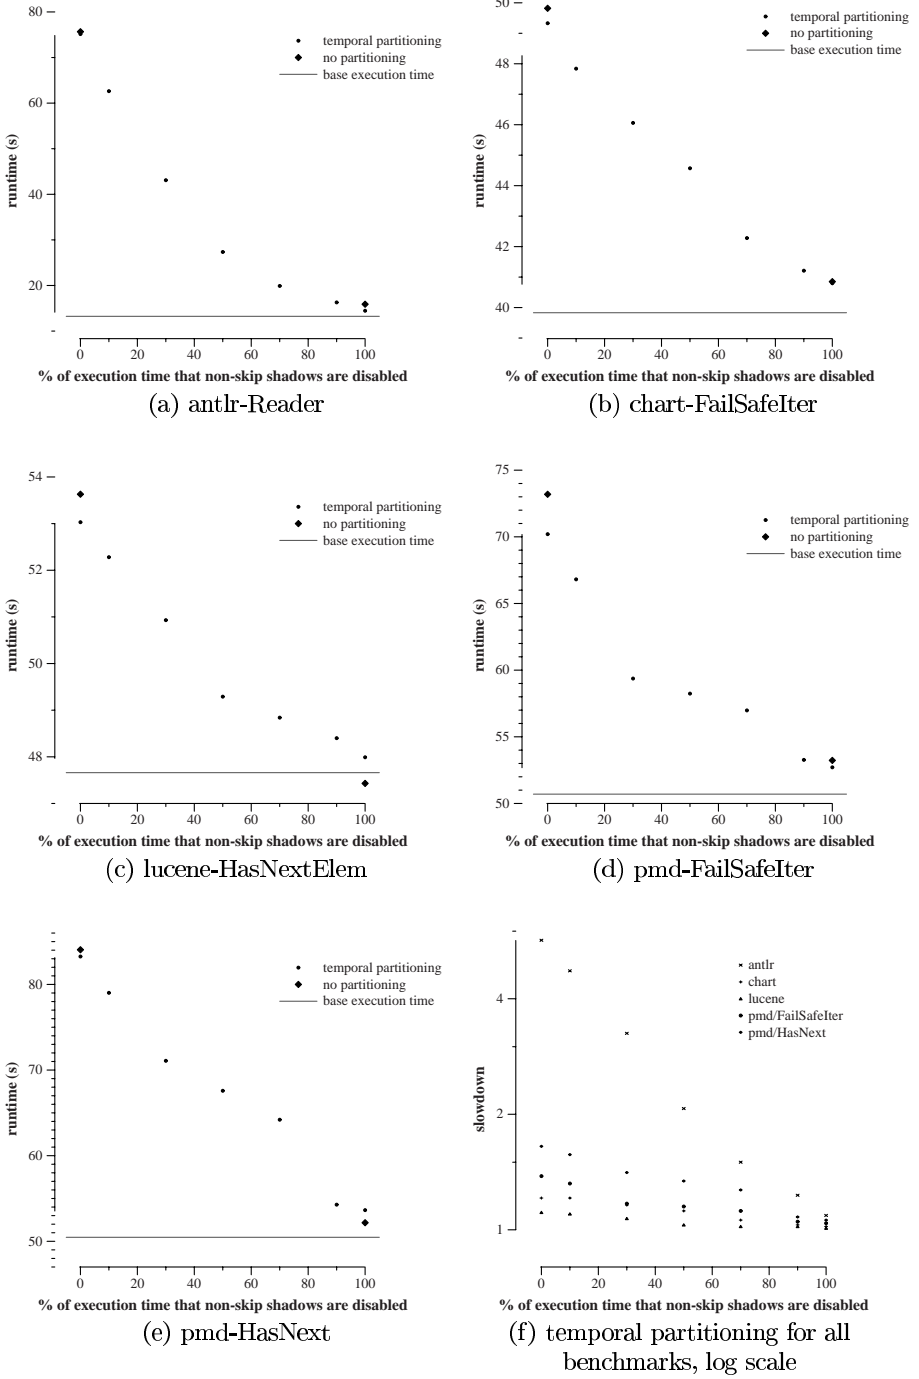 80
60
40
20
runtime (s)
temporal partitioning
no partitioning
base execution time
0 20 40 60 80 100
% of execution time that non-skip shadows are disabled
(a) antlr-Reader
50
48
46
44
42
40
runtime (s)
temporal partitioning
no partitioning
base execution time
0 20 40 60 80 100
% of execution time that non-skip shadows are disabled
(b) chart-FailSafeIter
54
52
50
48
runtime (s)
temporal partitioning
no partitioning
base execution time
0 20 40 60 80 100
% of execution time that non-skip shadows are disabled
(c) lucene-HasNextElem
75
70
65
60
55
50
runtime (s)
temporal partitioning
no partitioning
base execution time
0 20 40 60 80 100
% of execution time that non-skip shadows are disabled
(d) pmd-FailSafeIter
80
70
60
50
runtime (s)
temporal partitioning
no partitioning
base execution time
0 20 40 60 80 100
% of execution time that non-skip shadows are disabled
(e) pmd-HasNext
4
2
1
slowdown
antlr
chart
lucene
pmd/FailSafeIter
pmd/HasNext
0 20 40 60 80 100
% of execution time that non-skip shadows are disabled
(f) temporal partitioning for all
benchmarks, log scale